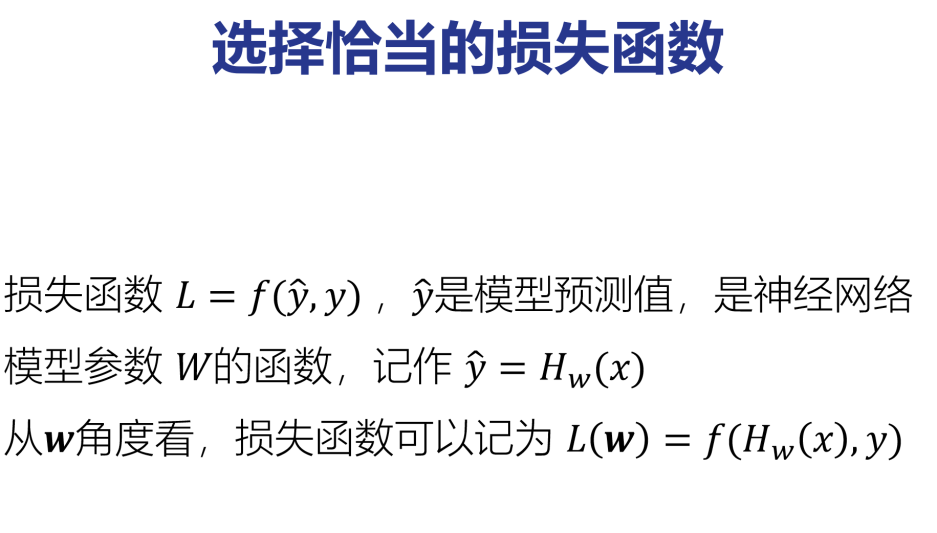 选择恰当的损失函数
损失函数 L = f(ŷ, y) ，ŷ是模型预测值，是神经网络
模型参数 W的函数，记作 ŷ = H_w(x)
从w角度看，损失函数可以记为 L(w) = f(H_w(x), y)